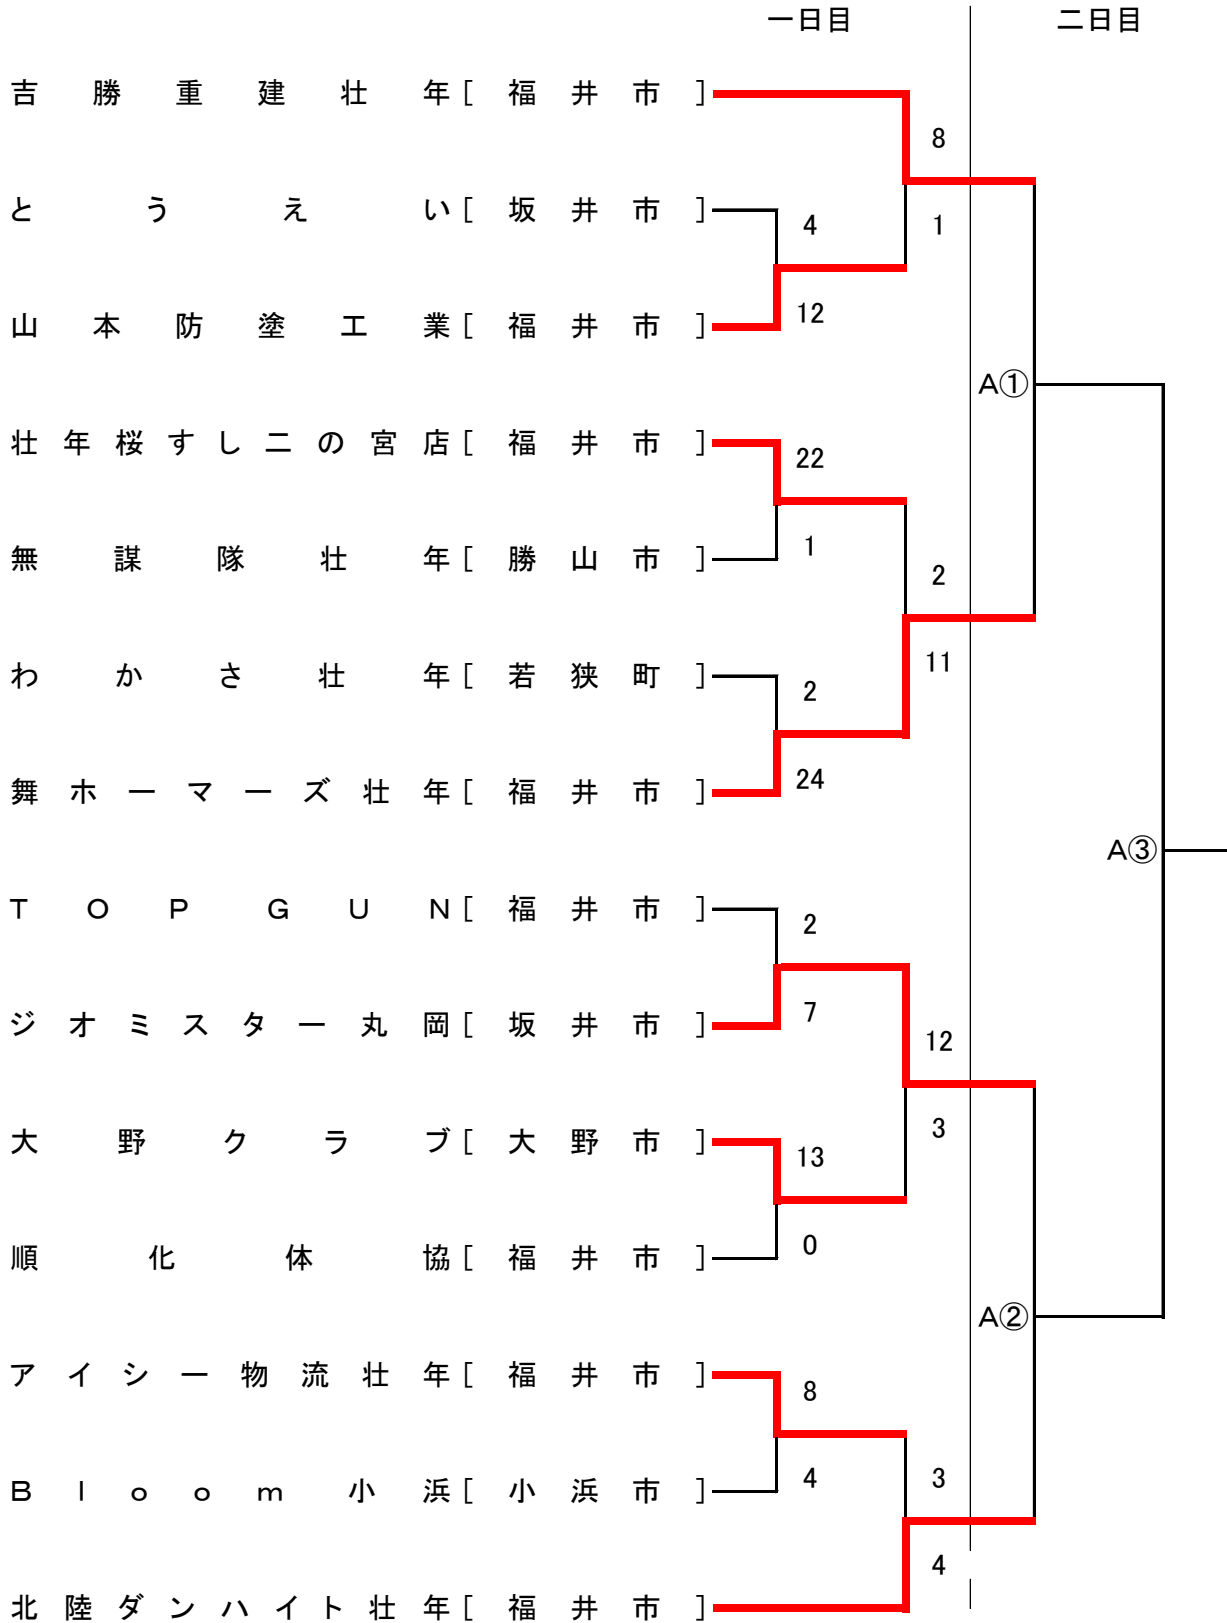 一日目 二日目
吉勝重建壮年[福井市]
8
とうえい[坂井市]
4 1
山本防塗工業[福井市]
12
A①
壮年桜すし二の宮店[福井市]
22
無謀隊壮年[勝山市]
1
2
わかさ壮年[若狭町]
2 11
舞ホーマーズ壮年[福井市]
24
A③
TOP GUN[福井市]
2
ジオミスター丸岡[坂井市]
7
12
大野クラブ[大野市]
13 3
順化体協[福井市]
0
A②
アイシー物流壮年[福井市]
8
Bloom小浜[小浜市]
4 3
4
北陸ダンハイト壮年[福井市]